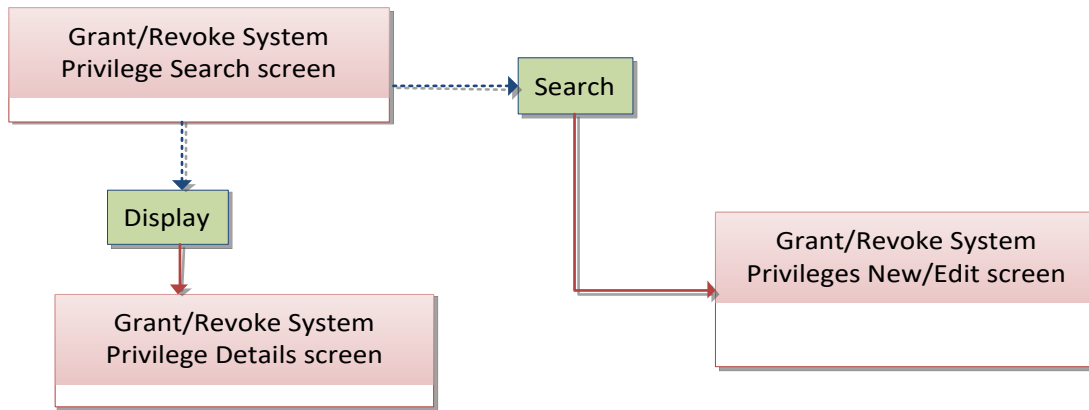 Grant/Revoke System
Privilege Search screen
Search
Display
Grant/Revoke System
Privileges New/Edit screen
Grant/Revoke System
Privilege Details screen